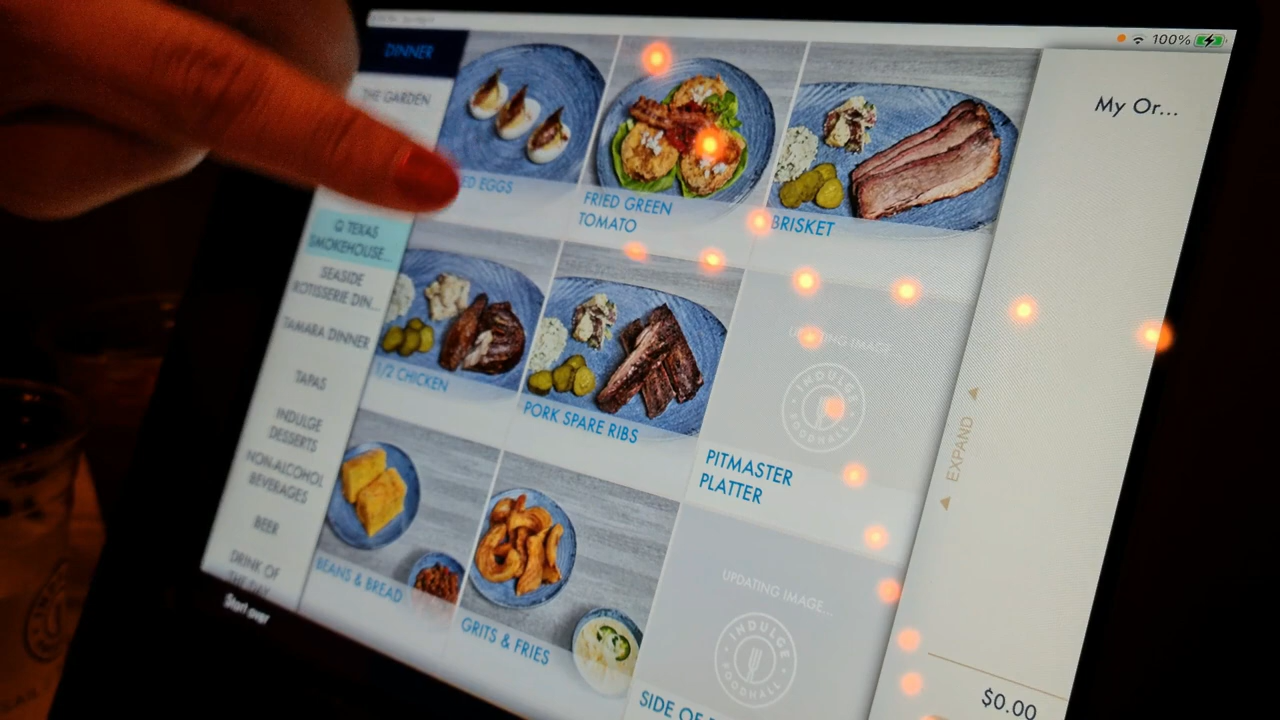 100%
DINNER
My Or...
THE GARDEN
ED EGGS
FRIED GREEN
TOMATO
BRISKET
Q TEXAS
SMOKEHOUSE...
SEASIDE
ROTISSERIE DIN...
TAMARA DINNER
TAPAS
INDULGE
DESSERTS
NON-ALCOHOL
BEVERAGES
BEER
DRINK OF
THE DAY
Start over
1/2 CHICKEN
PORK SPARE RIBS
ING IMAGE
INDULGE
FOODHALL
PITMASTER
PLATTER
EXPAND
BEANS & BREAD
GRITS & FRIES
UPDATING IMAGE...
INDULGE
FOODHALL
SIDE OF
$0.00